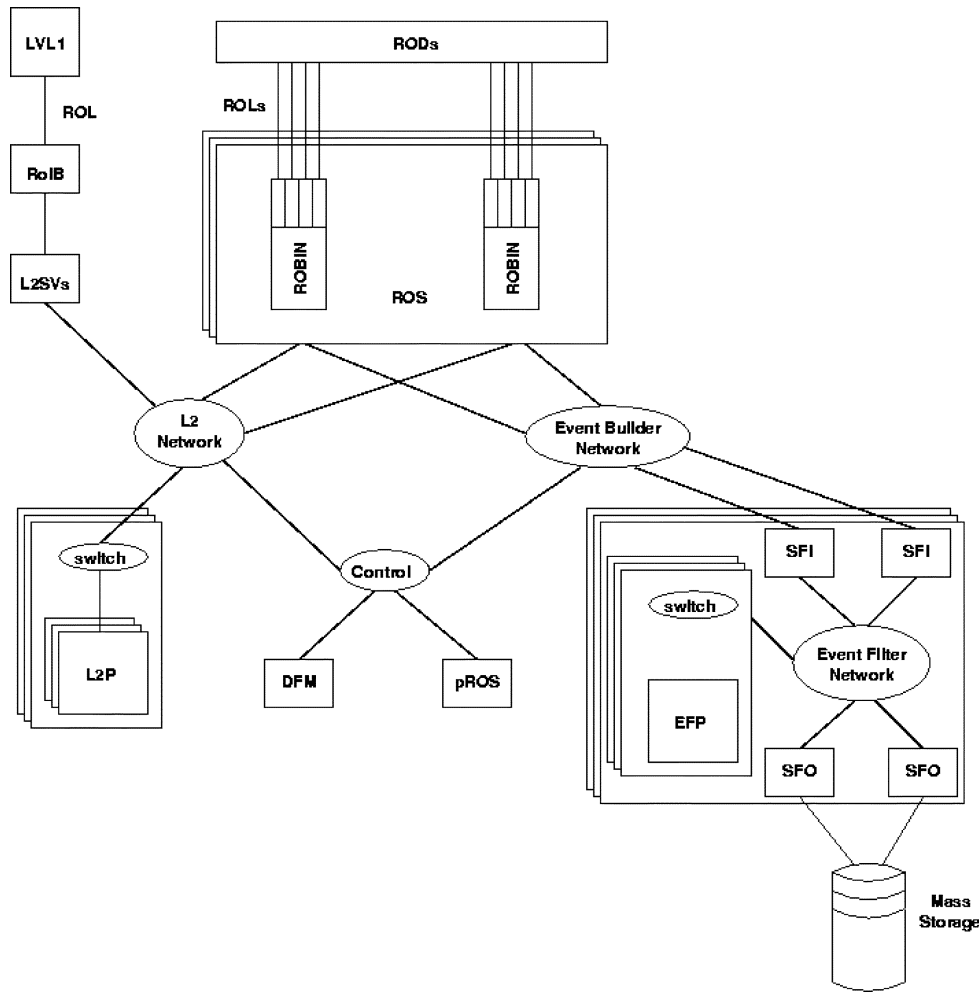 LVL1
RODs
ROL
ROLs
RoIB
ROBIN
ROBIN
L2SVs
ROS
L2
Network
Event Builder
Network
switch
SFI
SFI
Control
switch
L2P
DFM
pROS
Event Filter
Network
EFP
SFO
SFO
Mass
Storage